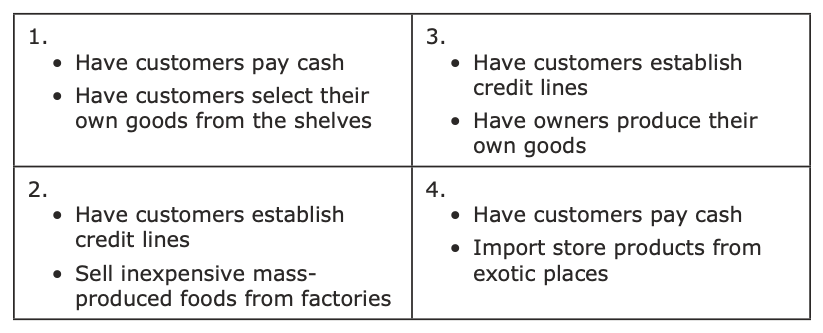 1.
• Have customers pay cash
• Have customers select their
own goods from the shelves
2.
• Have customers establish
credit lines
• Sell inexpensive mass-
produced foods from factories
3.
• Have customers establish
credit lines
• Have owners produce their
own goods
4.
• Have customers pay cash
• Import store products from
exotic places